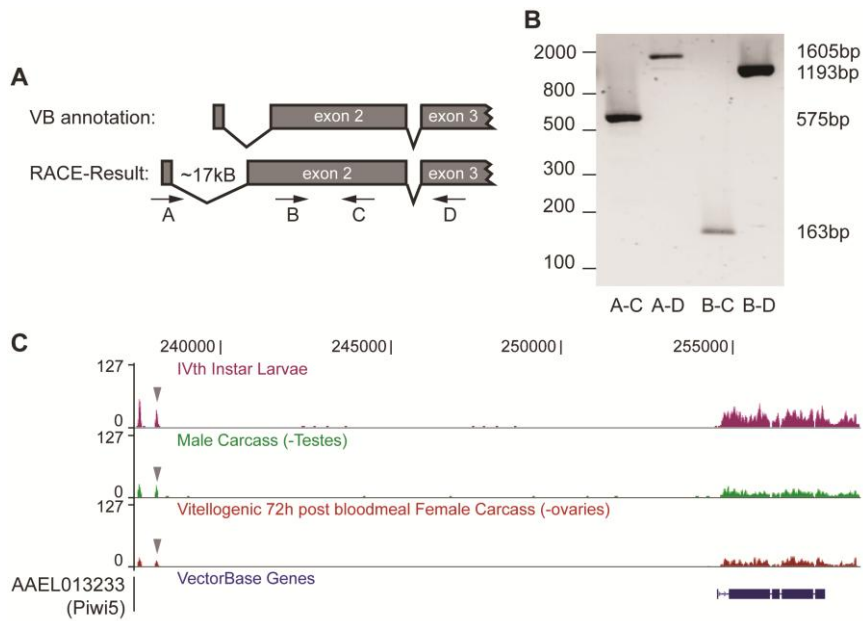 A
VB annotation:
exon 2
exon 3
RACE-Result:
~17kB
exon 2
exon 3
A
B
C
D
B
2000
800
500
300
200
100
1605bp
1193bp
575bp
163bp
A-C
A-D
B-C
B-D
C
240000
245000
250000
255000
127
IVth Instar Larvae
0
127
Male Carcass (-Testes)
0
127
Vitellogenic 72h post bloodmeal Female Carcass (-ovaries)
0
AAEL013233
(Piwi5)
VectorBase Genes